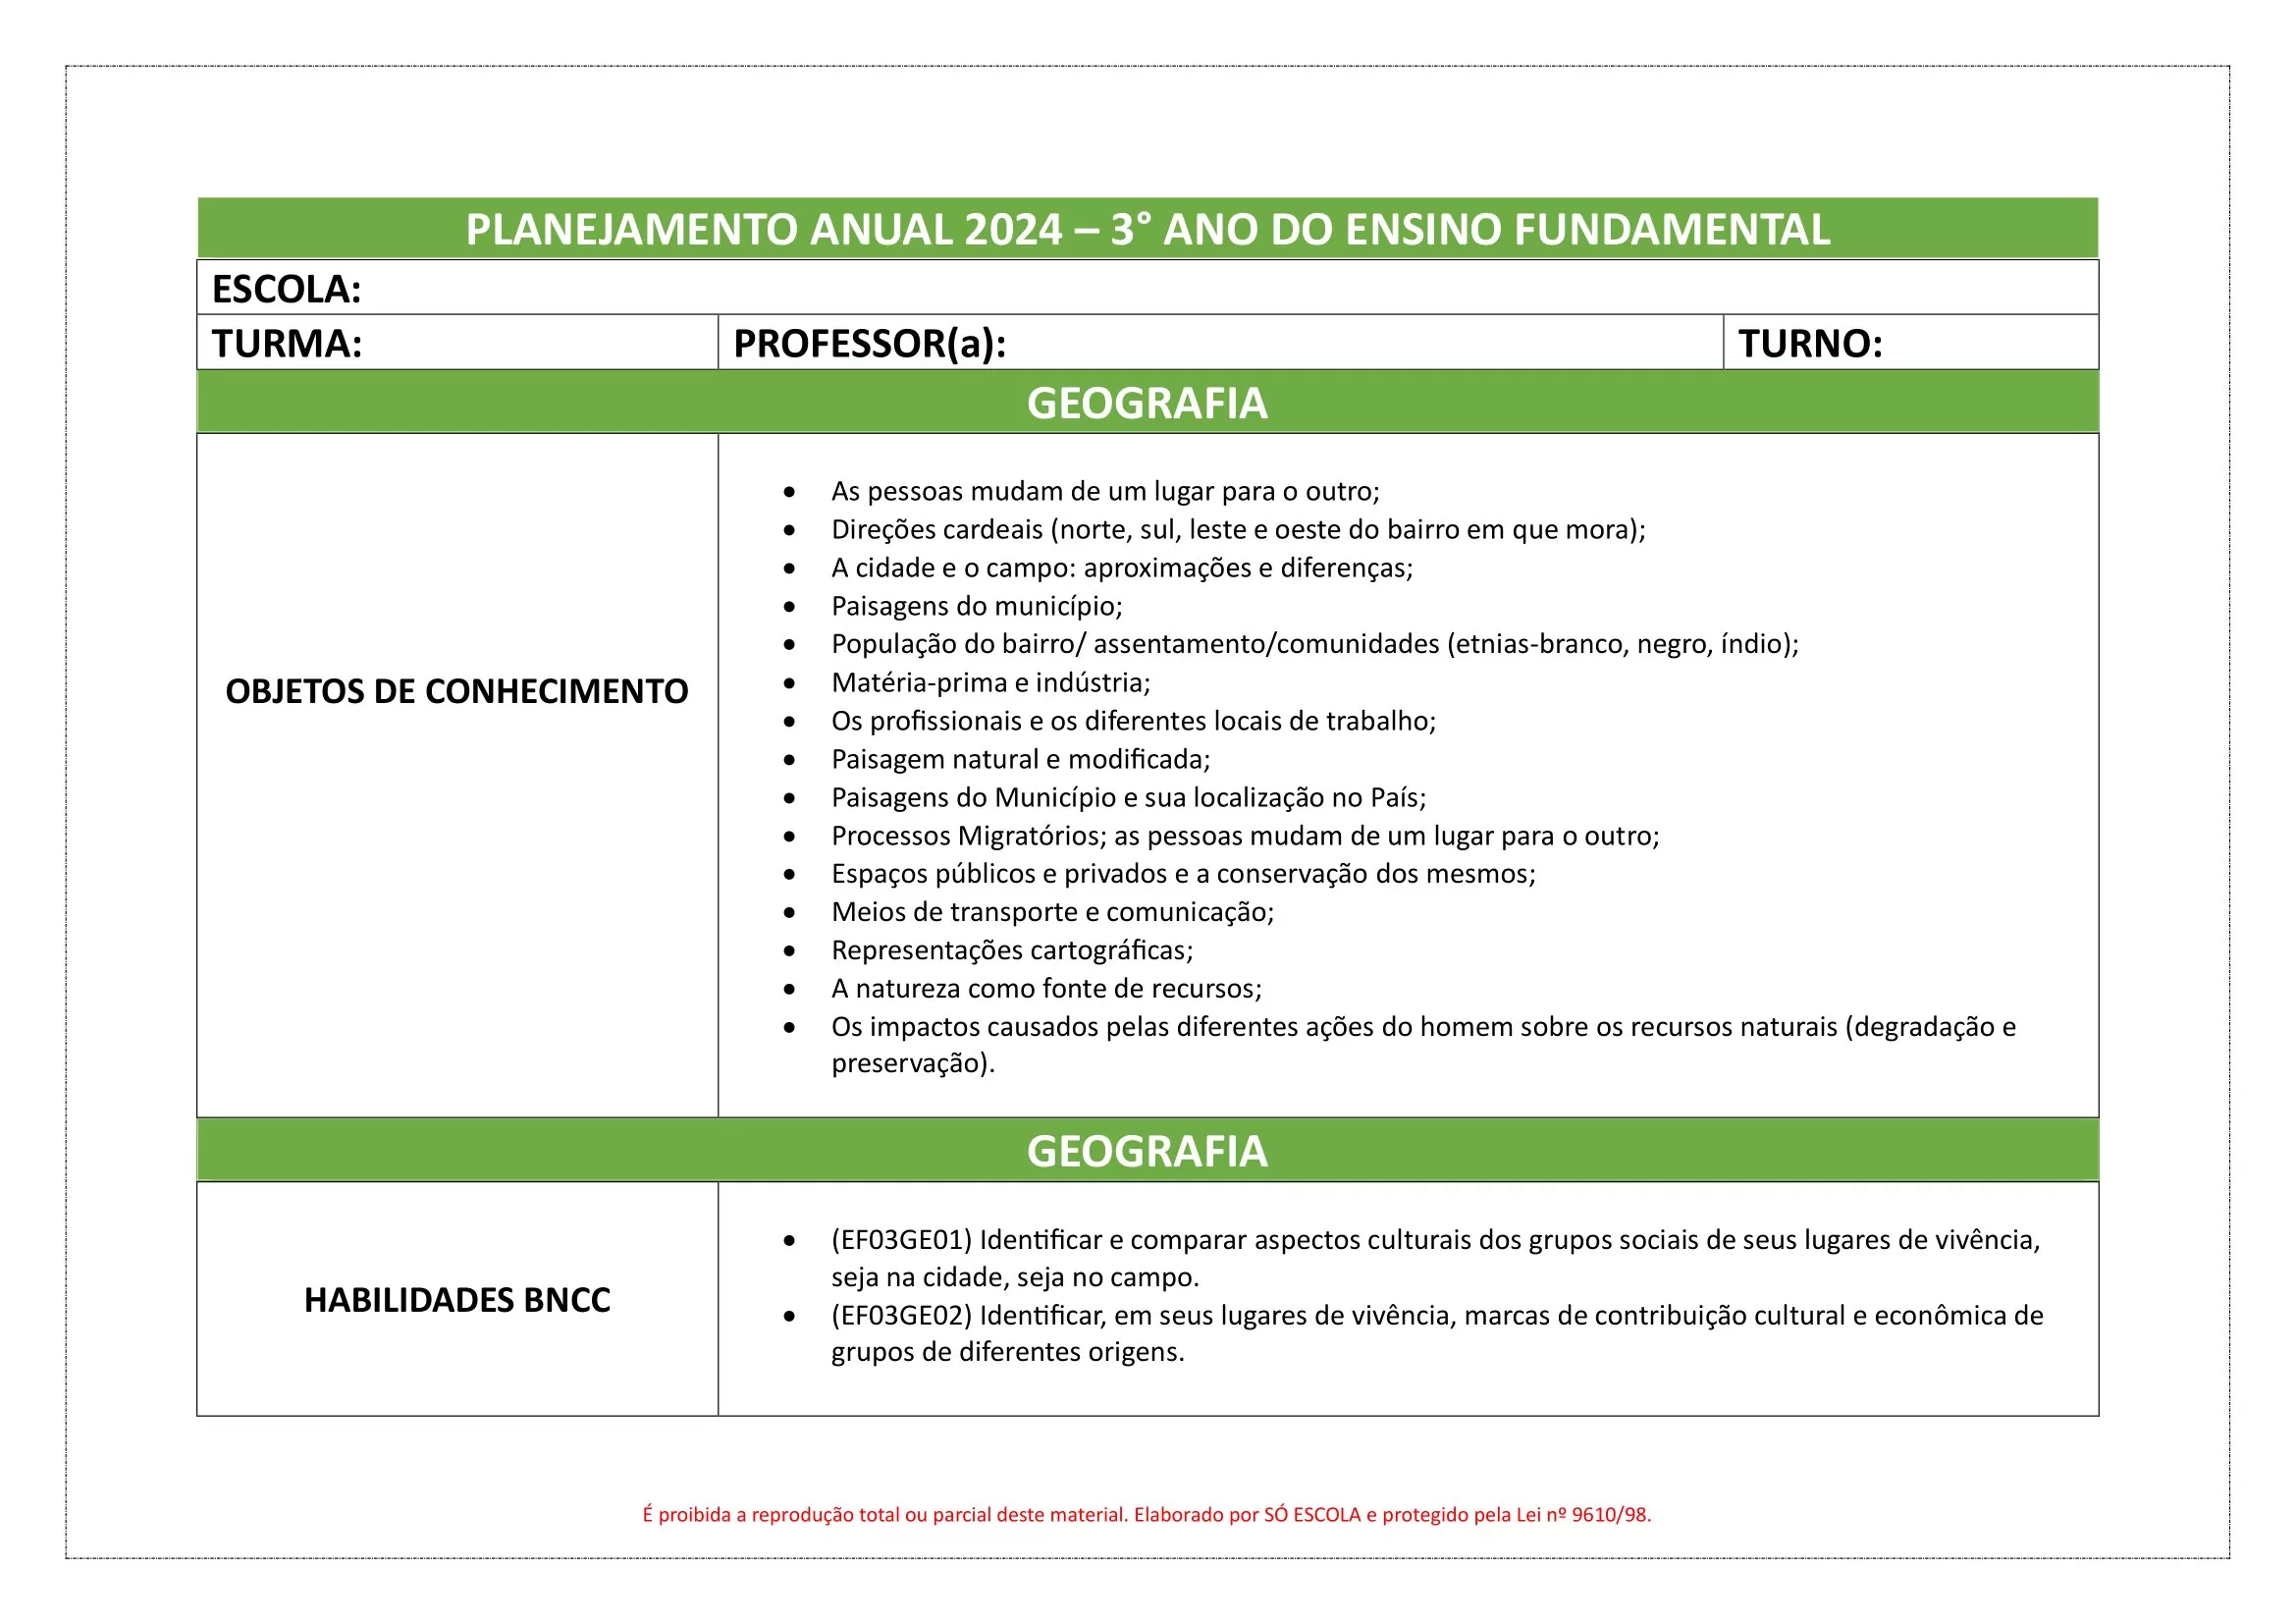 PLANEJAMENTO ANUAL 2024 – 3° ANO DO ENSINO FUNDAMENTAL
ESCOLA:
TURMA:
PROFESSOR(a):
TURNO:
GEOGRAFIA
OBJETOS DE CONHECIMENTO
• As pessoas mudam de um lugar para o outro;
• Direções cardeais (norte, sul, leste e oeste do bairro em que mora);
• A cidade e o campo: aproximações e diferenças;
• Paisagens do município;
• População do bairro/ assentamento/comunidades (etnias-branco, negro, índio);
• Matéria-prima e indústria;
• Os profissionais e os diferentes locais de trabalho;
• Paisagem natural e modificada;
• Paisagens do Município e sua localização no País;
• Processos Migratórios; as pessoas mudam de um lugar para o outro;
• Espaços públicos e privados e a conservação dos mesmos;
• Meios de transporte e comunicação;
• Representações cartográficas;
• A natureza como fonte de recursos;
• Os impactos causados pelas diferentes ações do homem sobre os recursos naturais (degradação e
preservação).
GEOGRAFIA
HABILIDADES BNCC
• (EF03GE01) Identificar e comparar aspectos culturais dos grupos sociais de seus lugares de vivência,
seja na cidade, seja no campo.
• (EF03GE02) Identificar, em seus lugares de vivência, marcas de contribuição cultural e econômica de
grupos de diferentes origens.
É proibida a reprodução total ou parcial deste material. Elaborado por SÓ ESCOLA e protegido pela Lei nº 9610/98.